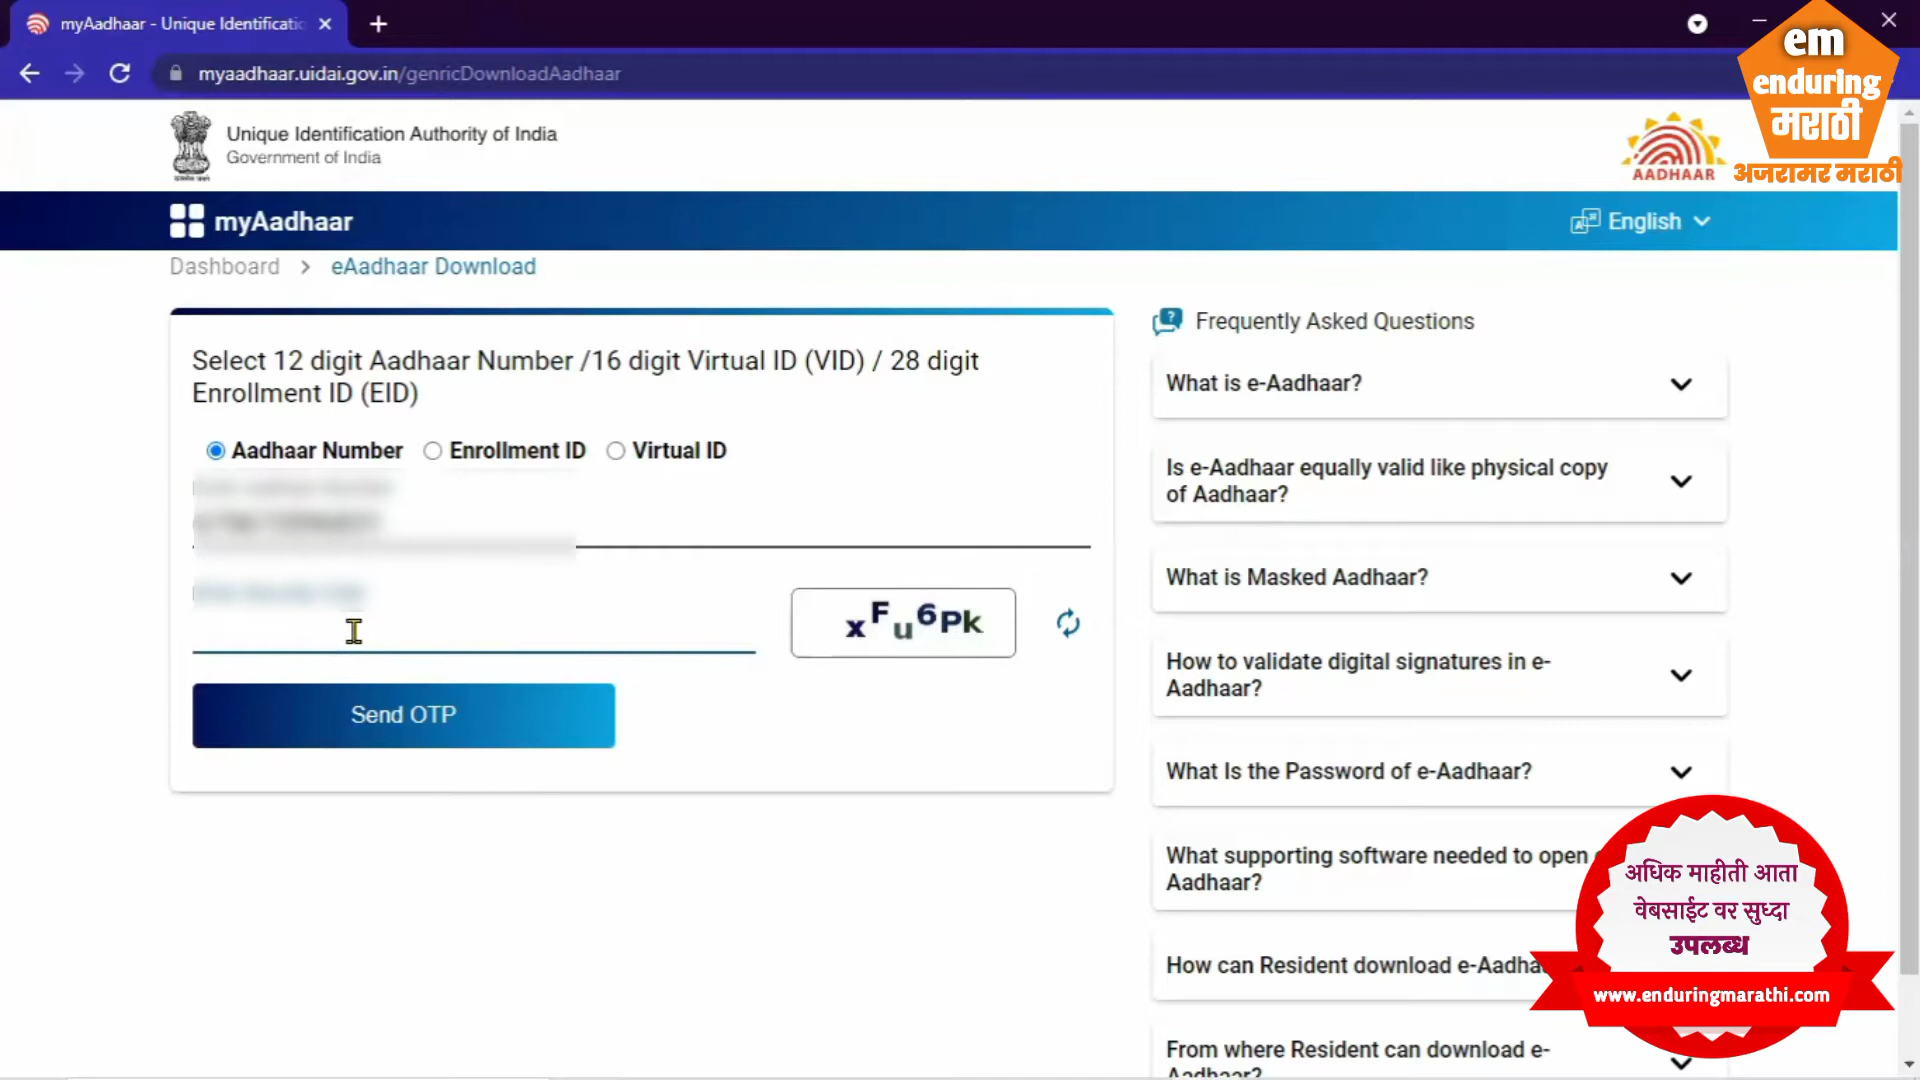 myAadhaar - Unique Identificatic
myaadhaar.uidai.gov.in/genricDownloadAadhaar
em
enduring
मराठी
अजरामर मराठी
Unique Identification Authority of India
Government of India
AADHAAR
myAadhaar
English
Dashboard > eAadhaar Download
Select 12 digit Aadhaar Number /16 digit Virtual ID (VID) / 28 digit
Enrollment ID (EID)
Aadhaar Number Enrollment ID Virtual ID
xFu6Pk
Send OTP
Frequently Asked Questions
What is e-Aadhaar?
Is e-Aadhaar equally valid like physical copy
of Aadhaar?
What is Masked Aadhaar?
How to validate digital signatures in e-
Aadhaar?
What Is the Password of e-Aadhaar?
What supporting software needed to open
Aadhaar?
How can Resident download e-Aadha
From where Resident can download e-
Aadhaar?
अधिक माहीती आता
वेबसाईट वर सुध्दा
उपलब्ध
www.enduringmarathi.com